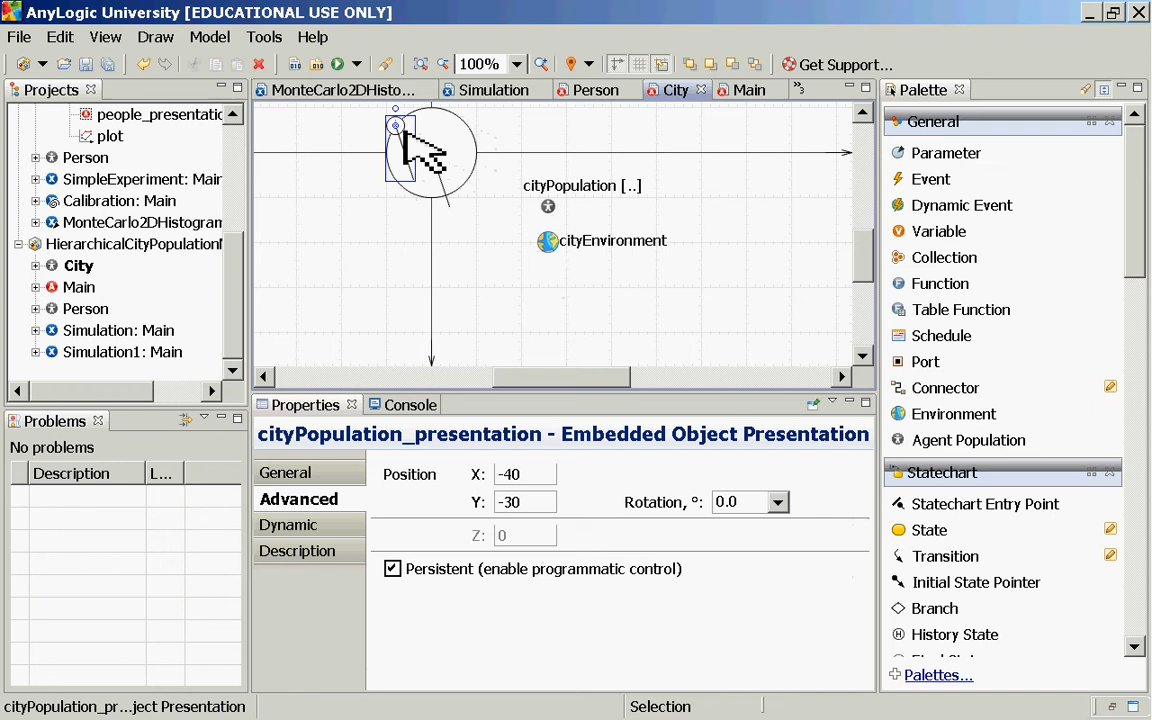 AnyLogic University [EDUCATIONAL USE ONLY]
File Edit View Draw Model Tools Help
100% Get Support...
Projects
people_presentatic
plot
Person
SimpleExperiment: Main
Calibration: Main
MonteCarlo2DHistogram
HierarchicalCityPopulation
City
Main
Person
Simulation: Main
Simulation1: Main
Problems
No problems
Description L...
MonteCarlo2DHisto... Simulation Person City Main »3
cityPopulation [..]
cityEnvironment
Properties Console
cityPopulation_presentation - Embedded Object Presentation
General
Advanced
Dynamic
Description
Position X: -40
Y: -30 Rotation, °: 0.0
Z: 0
Persistent (enable programmatic control)
Palette
General
Parameter
Event
Dynamic Event
Variable
Collection
Function
Table Function
Schedule
Port
Connector
Environment
Agent Population
Statechart
Statechart Entry Point
State
Transition
Initial State Pointer
Branch
History State
Palettes...
cityPopulation_pr...ject Presentation Selection